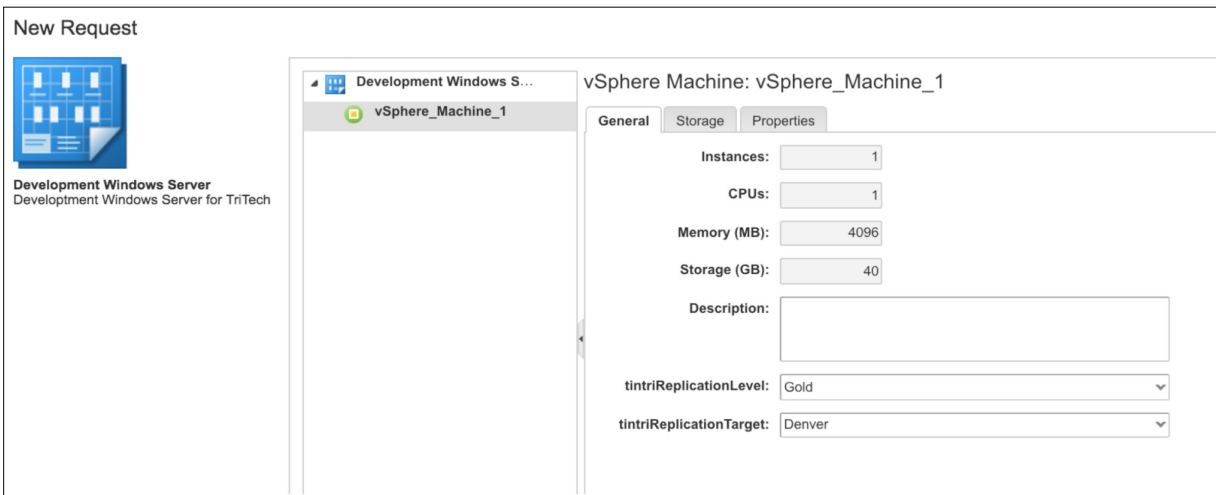 New Request
Development Windows Server
Developtment Windows Server for TriTech
Development Windows S...
vSphere_Machine_1
vSphere Machine: vSphere_Machine_1
General Storage Properties
Instances: 1
CPUs: 1
Memory (MB): 4096
Storage (GB): 40
Description:
tintriReplicationLevel: Gold
tintriReplicationTarget: Denver